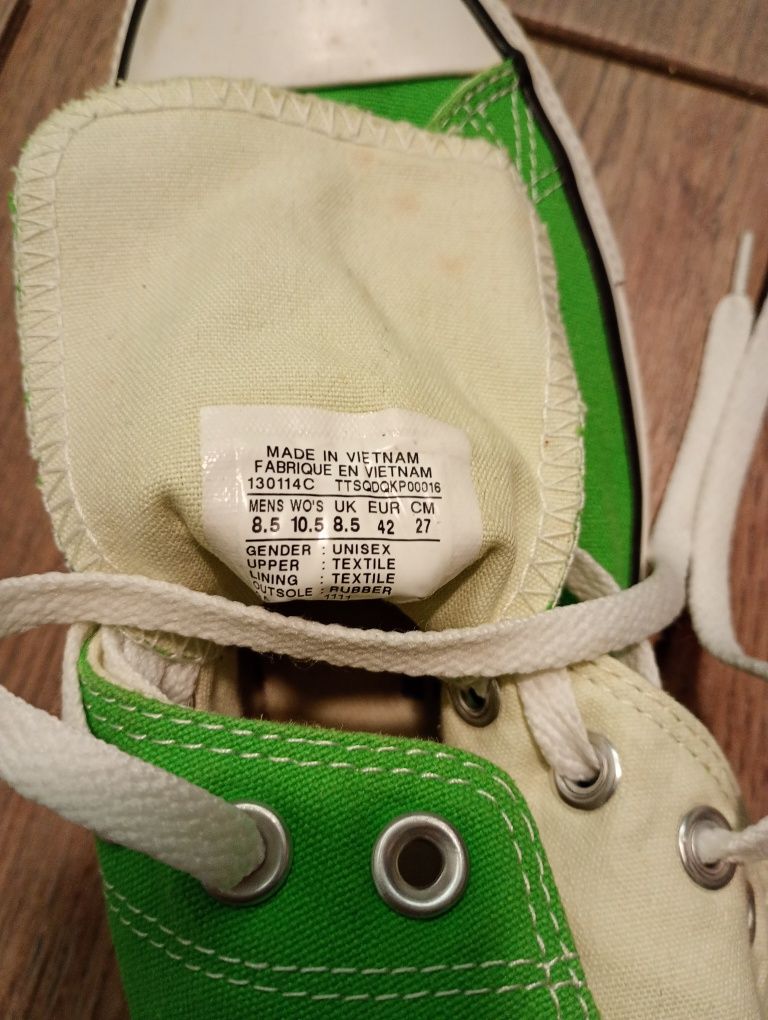 MADE IN VIETNAM
FABRIQUE EN VIETNAM
130114C TTSQDQKP00016
MENS WO'S UK EUR CM
8.5 10.5 8.5 42 27
GENDER : UNISEX
UPPER : TEXTILE
LINING : TEXTILE
OUTSOLE : RUBBER
1111